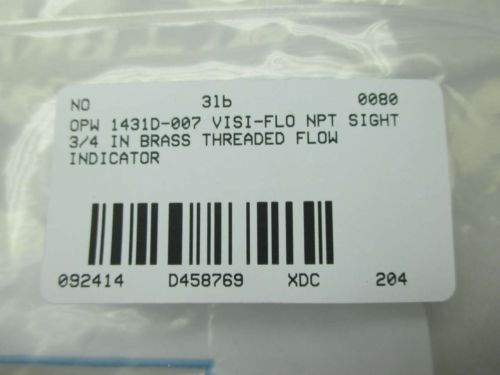 NO 3lb 0080
OPW 1431D-007 VISI-FLO NPT SIGHT
3/4 IN BRASS THREADED FLOW
INDICATOR
092414 D458769 XDC 204